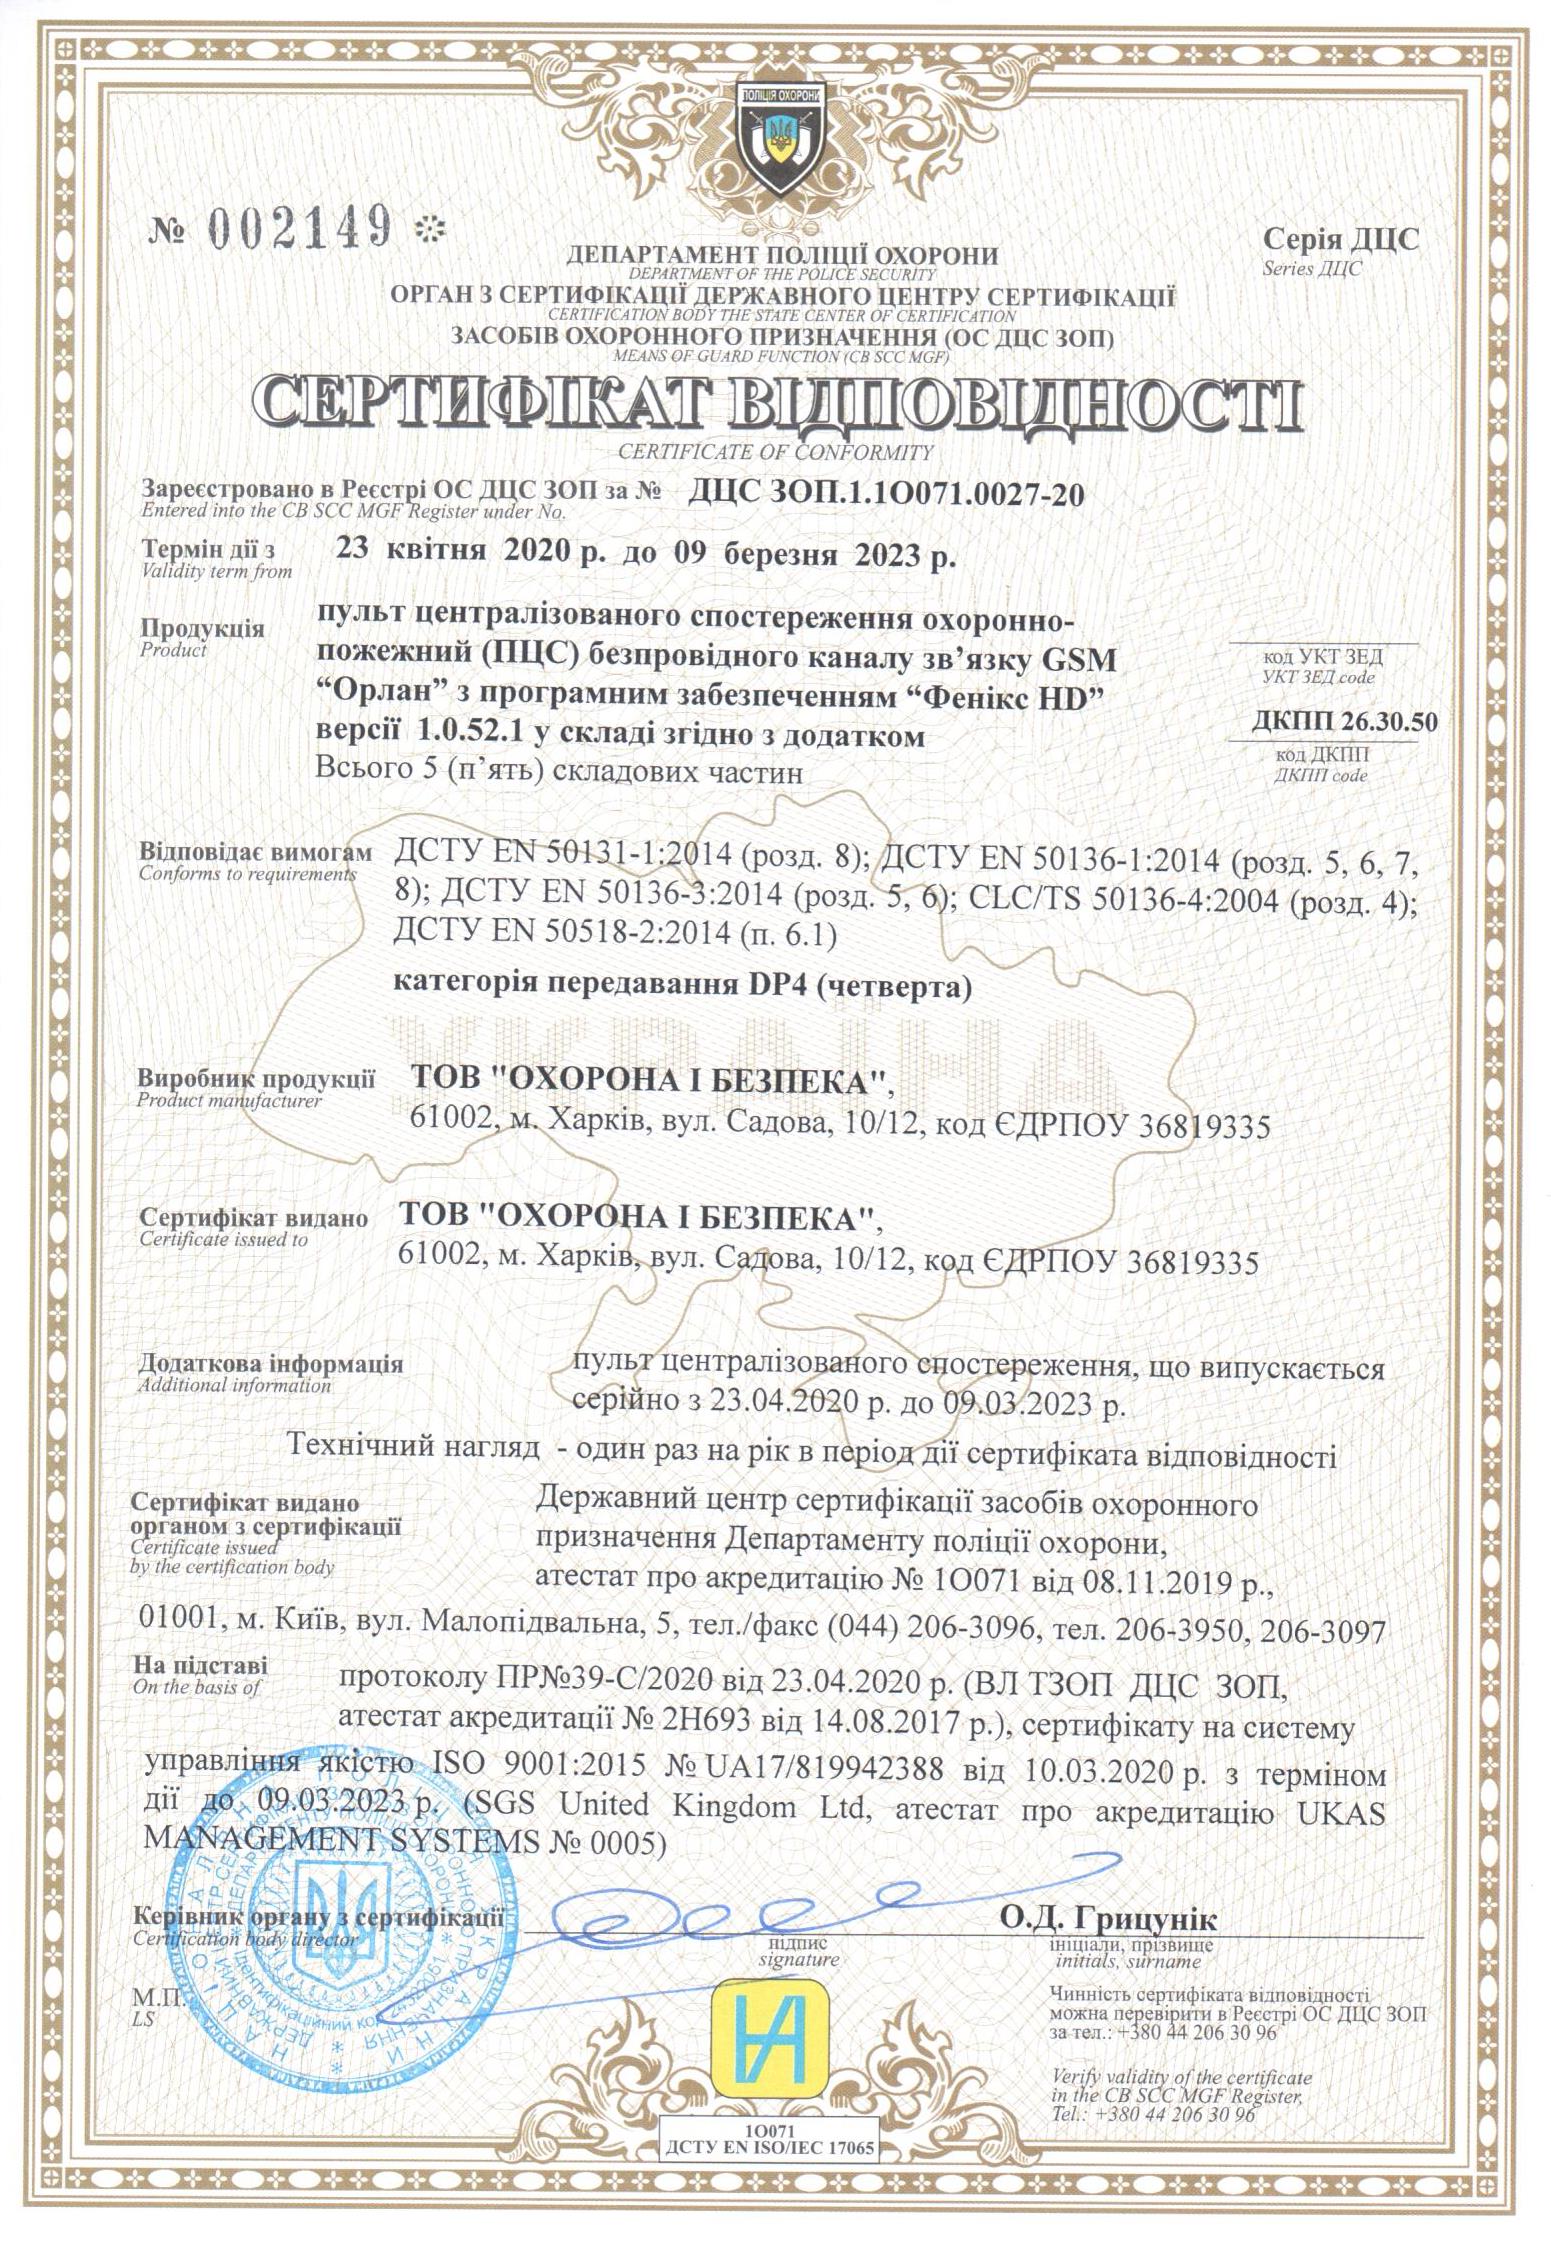 ПОЛІЦІЯ ОХОРОНИ
№ 002149
Серія ДЦС
Series ДЦС
ДЕПАРТАМЕНТ ПОЛІЦІЇ ОХОРОНИ
DEPARTMENT OF THE POLICE SECURITY
ОРГАН З СЕРТИФІКАЦІЇ ДЕРЖАВНОГО ЦЕНТРУ СЕРТИФІКАЦІЇ
CERTIFICATION BODY THE STATE CENTER OF CERTIFICATION
ЗАСОБІВ ОХОРОННОГО ПРИЗНАЧЕННЯ (ОС ДЦС ЗОП)
MEANS OF GUARD FUNCTION (CB SCC MGF)
СЕРТИФІКАТ ВІДПОВІДНОСТІ
CERTIFICATE OF CONFORMITY
Зареєстровано в Реєстрі ОС ДЦС ЗОП за № ДЦС ЗОП.1.1О071.0027-20
Entered into the CB SCC MGF Register under No.
Термін дії з 23 квітня 2020 р. до 09 березня 2023 р.
Validity term from
Продукція
Product
пульт централізованого спостереження охоронно-
пожежний (ПЦС) безпровідного каналу зв’язку GSM
“Орлан” з програмним забезпеченням “Фенікс HD”
версії 1.0.52.1 у складі згідно з додатком
Всього 5 (п’ять) складових частин
код УКТ ЗЕД
УКТ ЗЕД code
ДКПП 26.30.50
код ДКПП
ДКПП code
Відповідає вимогам
Conforms to requirements
ДСТУ EN 50131-1:2014 (розд. 8); ДСТУ EN 50136-1:2014 (розд. 5, 6, 7,
8); ДСТУ EN 50136-3:2014 (розд. 5, 6); CLC/TS 50136-4:2004 (розд. 4);
ДСТУ EN 50518-2:2014 (п. 6.1)
категорія передавання DP4 (четверта)
УКРАЇНА
Виробник продукції
Product manufacturer
ТОВ "ОХОРОНА І БЕЗПЕКА",
61002, м. Харків, вул. Садова, 10/12, код ЄДРПОУ 36819335
Сертифікат видано
Certificate issued to
ТОВ "ОХОРОНА І БЕЗПЕКА",
61002, м. Харків, вул. Садова, 10/12, код ЄДРПОУ 36819335
Додаткова інформація
Additional information
пульт централізованого спостереження, що випускається
серійно з 23.04.2020 р. до 09.03.2023 р.
Технічний нагляд - один раз на рік в період дії сертифіката відповідності
Сертифікат видано
органом з сертифікації
Certificate issued
by the certification body
Державний центр сертифікації засобів охоронного
призначення Департаменту поліції охорони,
атестат про акредитацію № 1О071 від 08.11.2019 р.,
01001, м. Київ, вул. Малопідвальна, 5, тел./факс (044) 206-3096, тел. 206-3950, 206-3097
На підставі
On the basis of
протоколу ПР№39-С/2020 від 23.04.2020 р. (ВЛ ТЗОП ДЦС ЗОП,
атестат акредитації № 2Н693 від 14.08.2017 р.), сертифікату на систему
управління якістю ISO 9001:2015 № UA17/819942388 від 10.03.2020 р. з терміном
дії до 09.03.2023 р. (SGS United Kingdom Ltd, атестат про акредитацію UKAS
MANAGEMENT SYSTEMS № 0005)
Керівник органу з сертифікації
Certification body director
підпис
signature
О.Д. Грицунік
ініціали, прізвище
initials, surname
М.П.
LS
Чинність сертифіката відповідності
можна перевірити в Реєстрі ОС ДЦС ЗОП
за тел.: +380 44 206 30 96
Verify validity of the certificate
in the CB SCC MGF Register,
Tel.: +380 44 206 30 96
1О071
ДСТУ EN ISO/IEC 17065